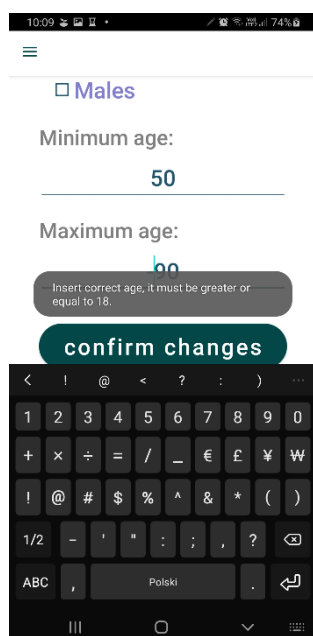 10:09
74%
Males
Minimum age:
50
Maximum age:
-90
Insert correct age, it must be greater or
equal to 18.
confirm changes
! @ < ? : )
1 2 3 4 5 6 7 8 9 0
+ × ÷ = / _ € £ ¥ ₩
! @ # $ % ^ & * ( )
1/2 - ' " : ; , ?
ABC , Polski .